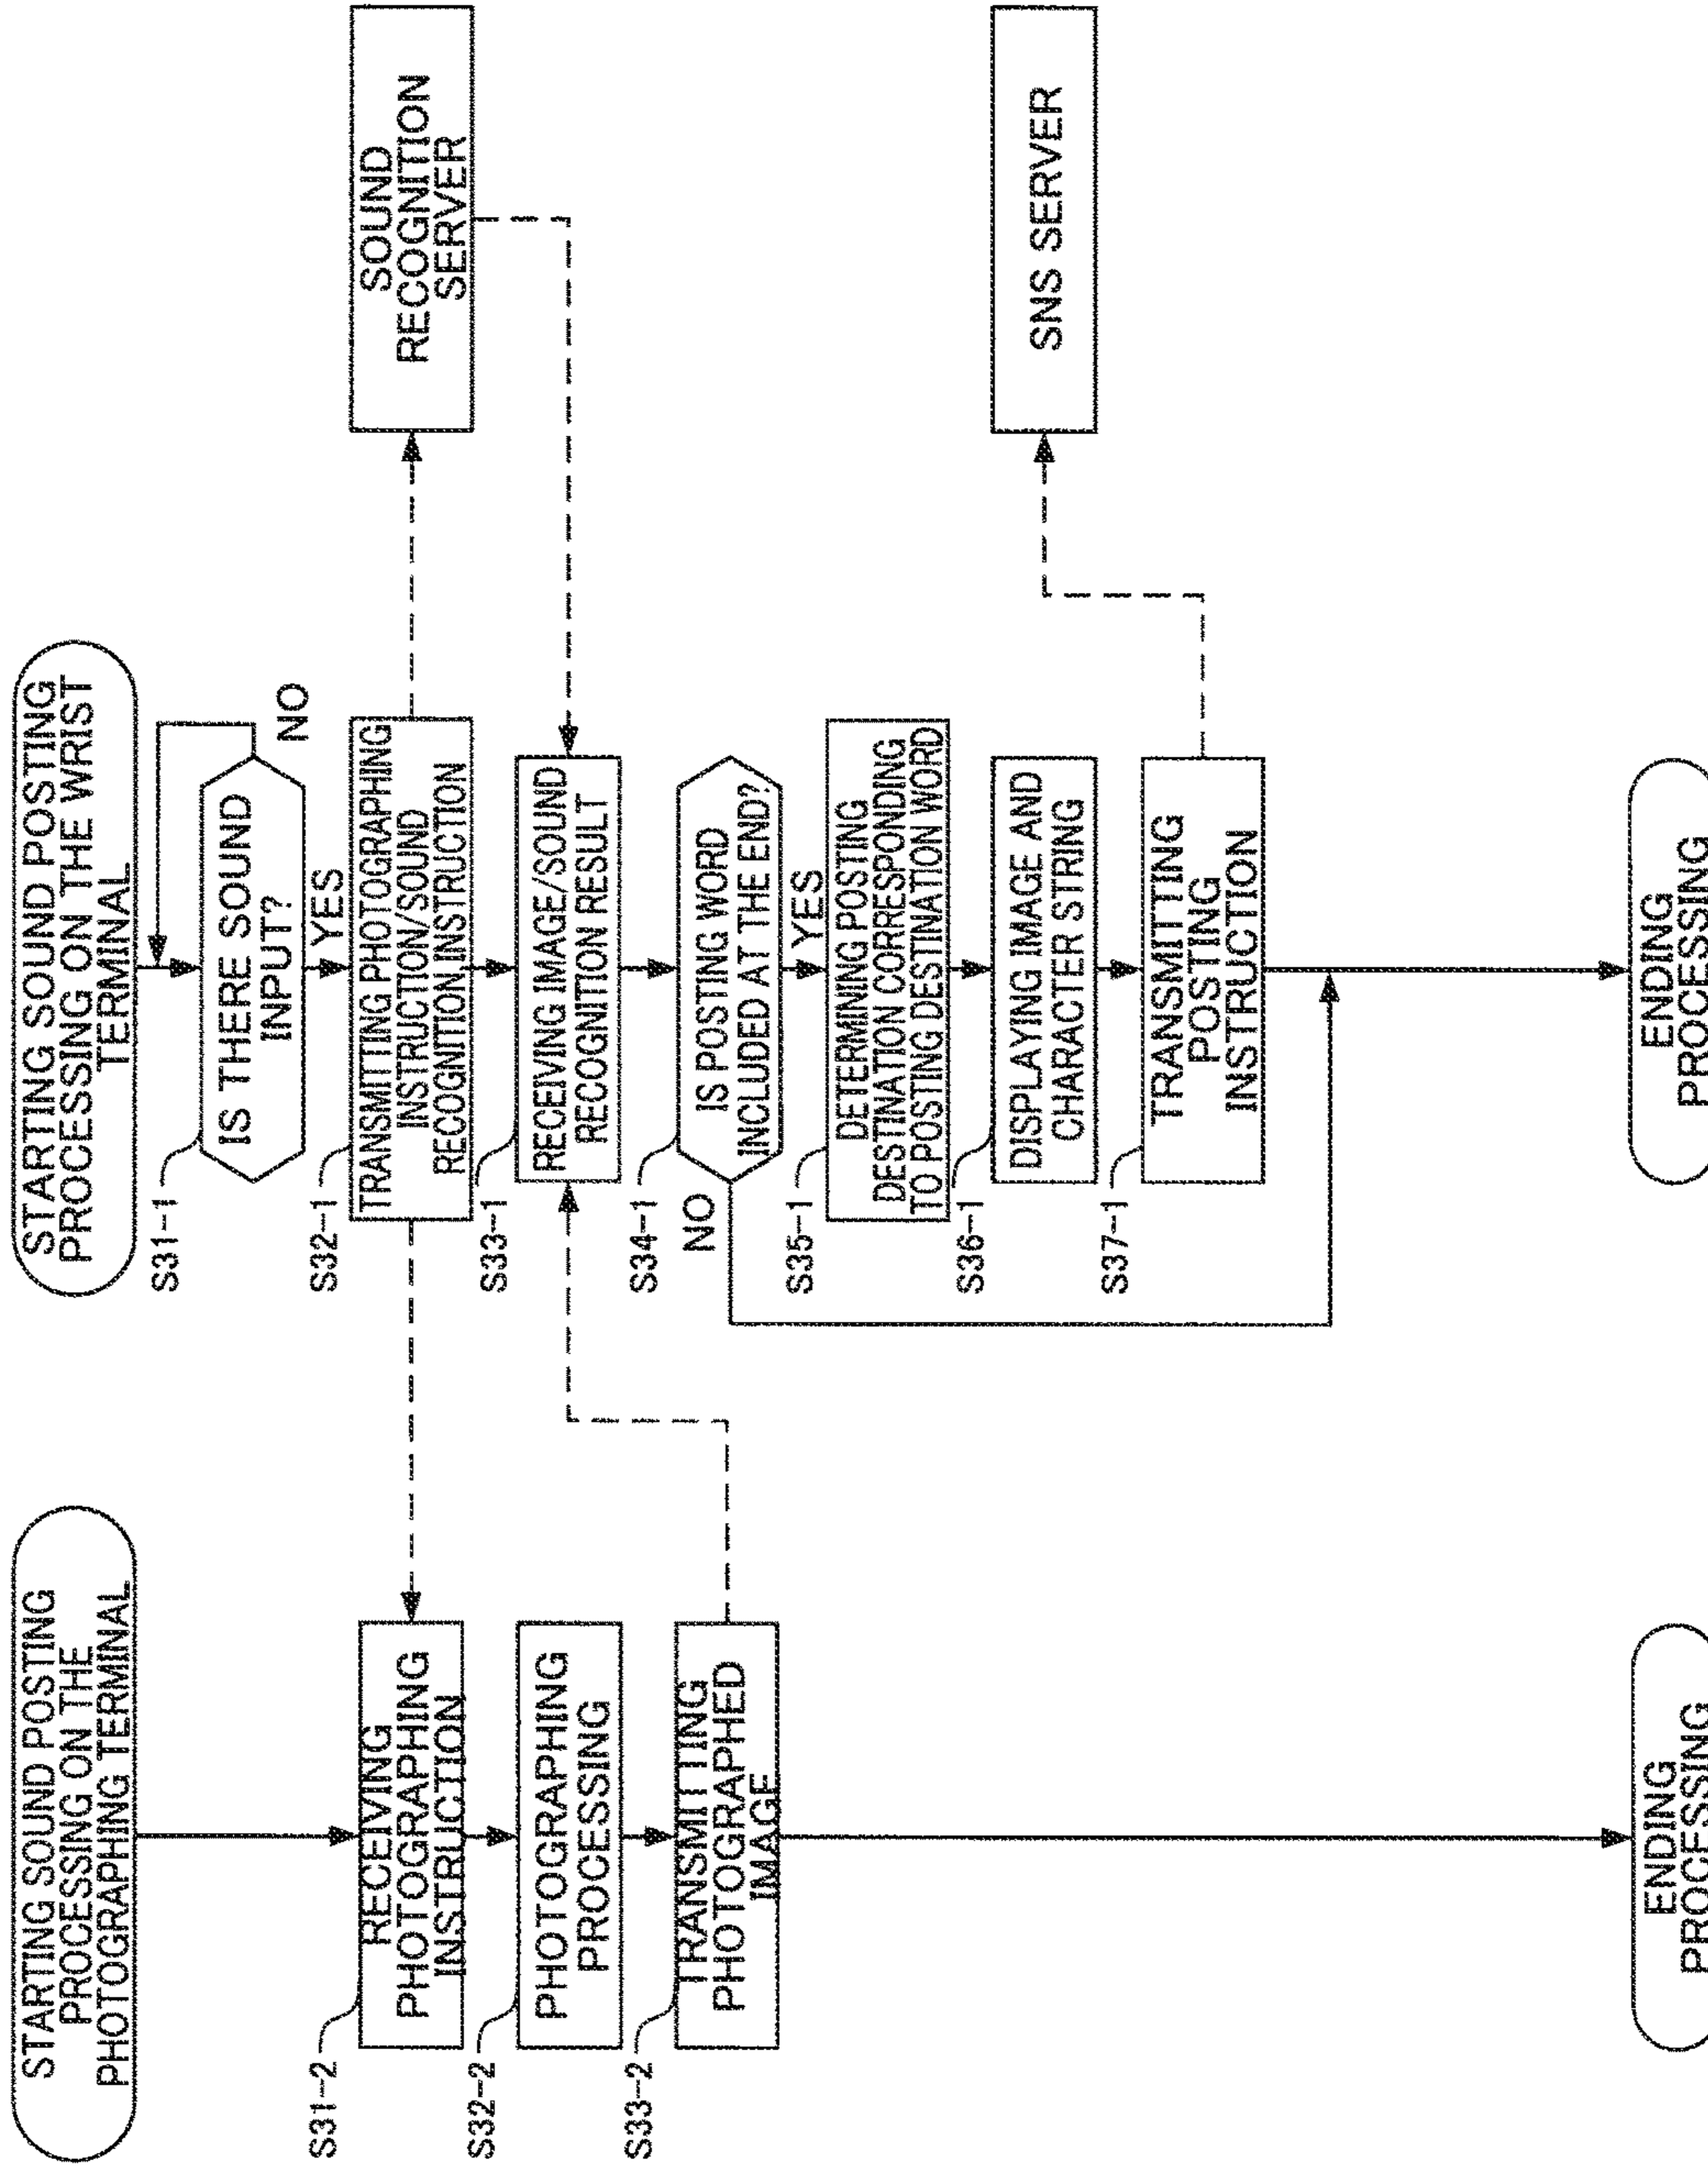 STARTING SOUND POSTING
PROCESSING ON THE
PHOTOGRAPHING TERMINAL
S31-2
RECEIVING
PHOTOGRAPHING
INSTRUCTION
S32-2
PHOTOGRAPHING
PROCESSING
S33-2
TRANSMITTING
PHOTOGRAPHED
IMAGE
ENDING
PROCESSING
STARTING SOUND POSTING
PROCESSING ON THE WRIST
TERMINAL
S31-1
IS THERE SOUND
INPUT?
NO
YES
S32-1
TRANSMITTING PHOTOGRAPHING
INSTRUCTION/SOUND
RECOGNITION INSTRUCTION
S33-1
RECEIVING IMAGE/SOUND
RECOGNITION RESULT
S34-1
IS POSTING WORD
INCLUDED AT THE END?
NO
YES
S35-1
DETERMINING POSTING
DESTINATION CORRESPONDING
TO POSTING DESTINATION WORD
S36-1
DISPLAYING IMAGE AND
CHARACTER STRING
S37-1
TRANSMITTING
POSTING
INSTRUCTION
ENDING
PROCESSING
SOUND
RECOGNITION
SERVER
SNS SERVER